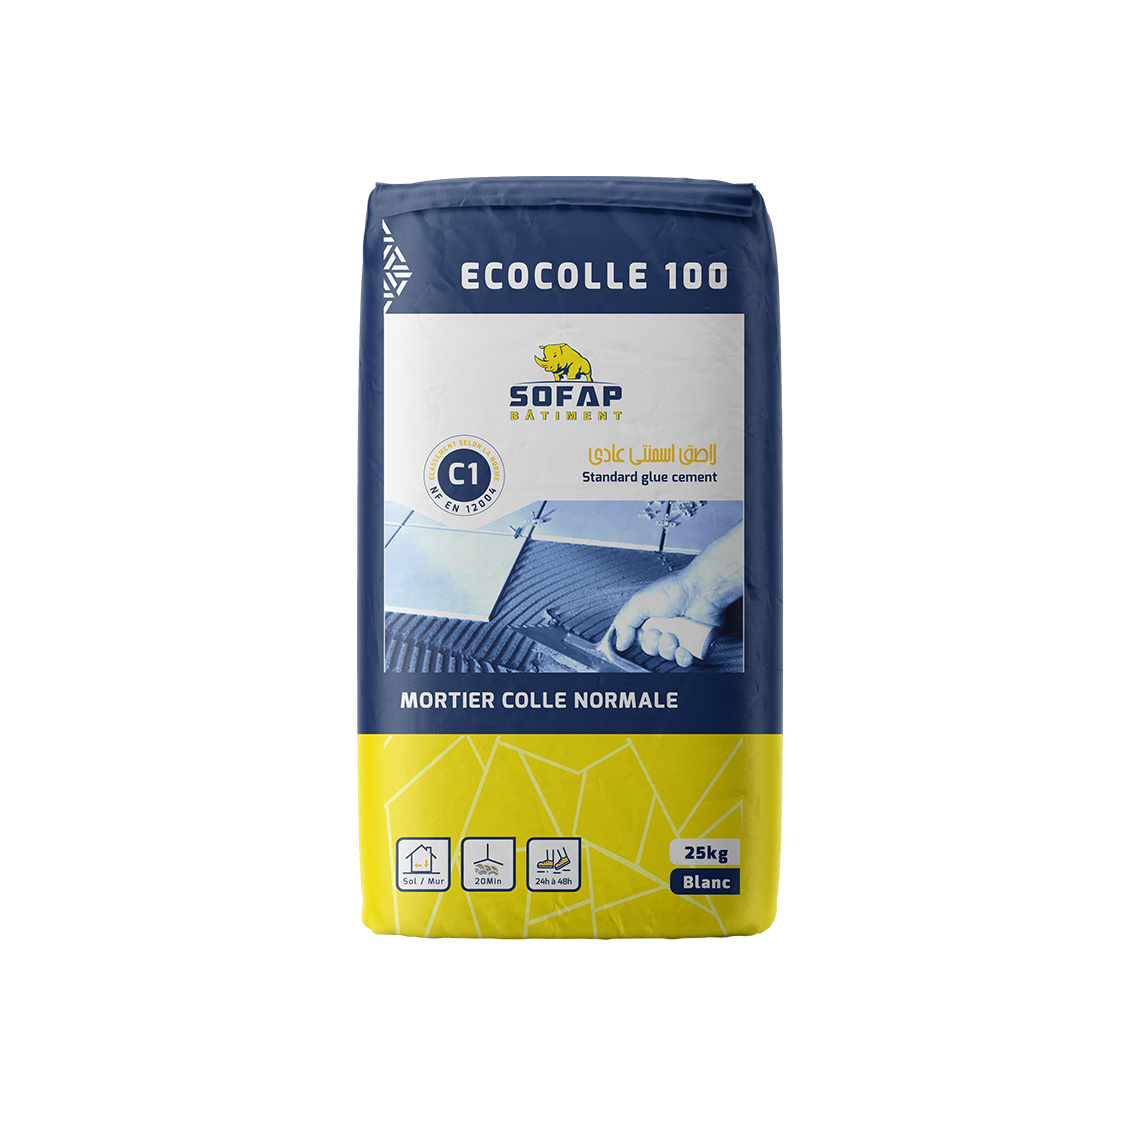 ECOCOLLE 100
SOFAP
BÂTIMENT
CLASSEMENT SELON LA NORME
C1
NF EN 12004
لاصق اسمنتي عادي
Standard glue cement
MORTIER COLLE NORMALE
Sol / Mur
20Min
24h à 48h
25kg
Blanc